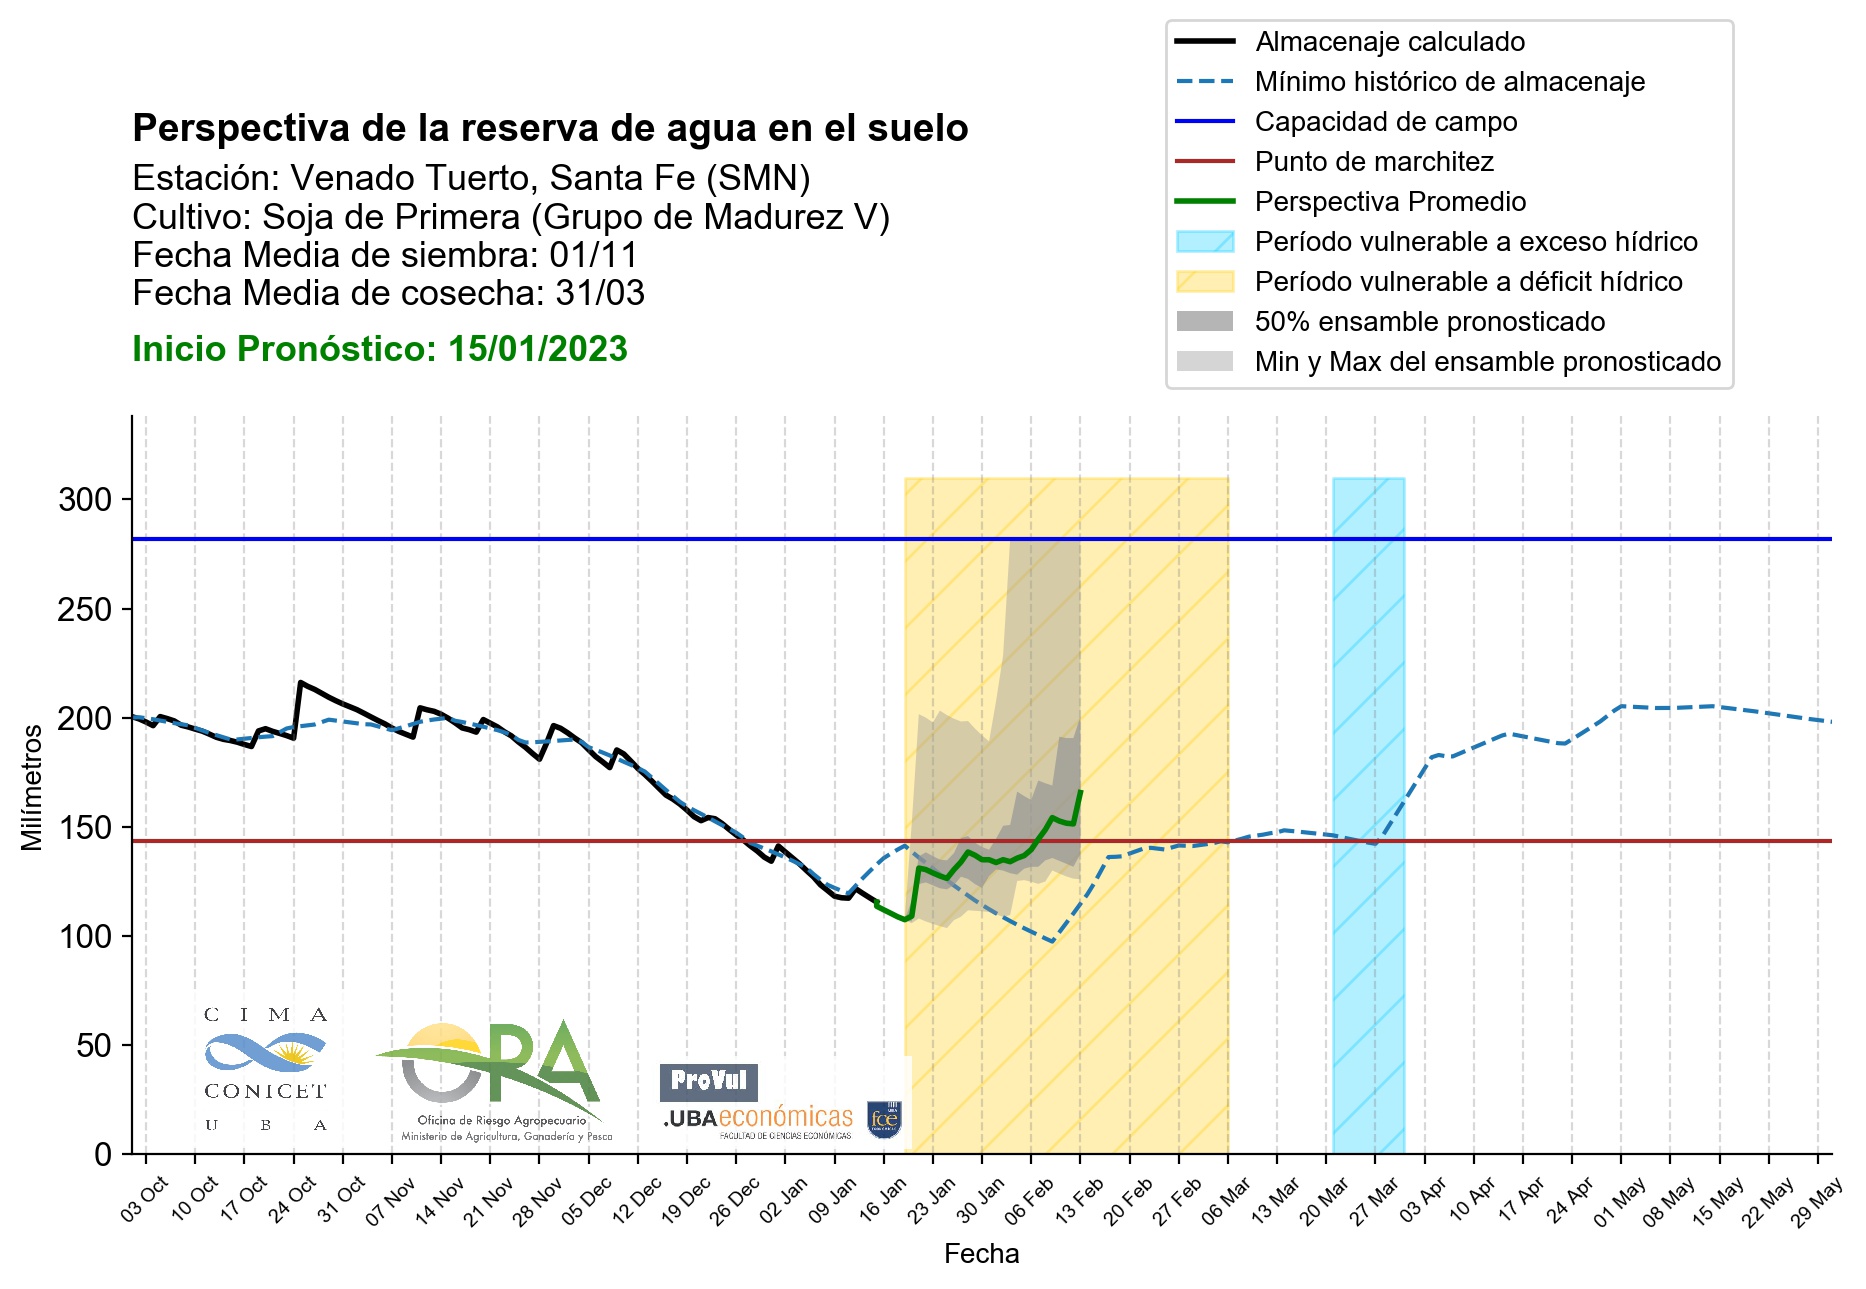 Almacenaje calculado
Mínimo histórico de almacenaje
Capacidad de campo
Punto de marchitez
Perspectiva Promedio
Período vulnerable a exceso hídrico
Período vulnerable a déficit hídrico
50% ensamble pronosticado
Min y Max del ensamble pronosticado
Perspectiva de la reserva de agua en el suelo
Estación: Venado Tuerto, Santa Fe (SMN)
Cultivo: Soja de Primera (Grupo de Madurez V)
Fecha Media de siembra: 01/11
Fecha Media de cosecha: 31/03
Inicio Pronóstico: 15/01/2023
Milímetros
300
250
200
150
100
50
0
CIMA
CONICET
UBA
ORA
Oficina de Riesgo Agropecuario
Ministerio de Agricultura, Ganadería y Pesca
ProVul
.UBAeconómicas
FACULTAD DE CIENCIAS ECONÓMICAS
UBA
fce
ECONÓMICAS
03 Oct
10 Oct
17 Oct
24 Oct
31 Oct
07 Nov
14 Nov
21 Nov
28 Nov
05 Dec
12 Dec
19 Dec
26 Dec
02 Jan
09 Jan
16 Jan
23 Jan
30 Jan
06 Feb
13 Feb
20 Feb
27 Feb
06 Mar
13 Mar
20 Mar
27 Mar
03 Apr
10 Apr
17 Apr
24 Apr
01 May
08 May
15 May
22 May
29 May
Fecha